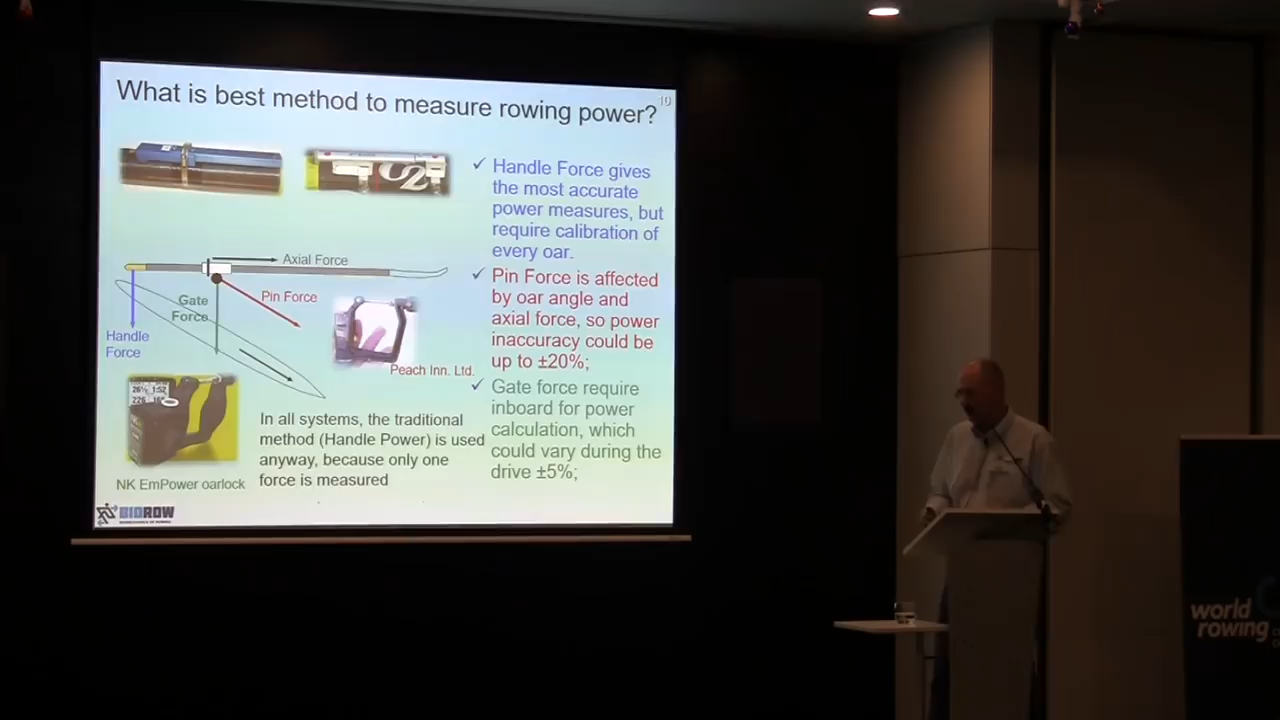 What is best method to measure rowing power?
10
✓ Handle Force gives
the most accurate
power measures, but
require calibration of
every oar.
✓ Pin Force is affected
by oar angle and
axial force, so power
inaccuracy could be
up to ±20%;
✓ Gate force require
inboard for power
calculation, which
could vary during the
drive ±5%;
Axial Force
Gate
Force
Pin Force
Handle
Force
Peach Inn. Ltd.
In all systems, the traditional
method (Handle Power) is used
anyway, because only one
force is measured
NK EmPower oarlock
BIOROW
world
rowing